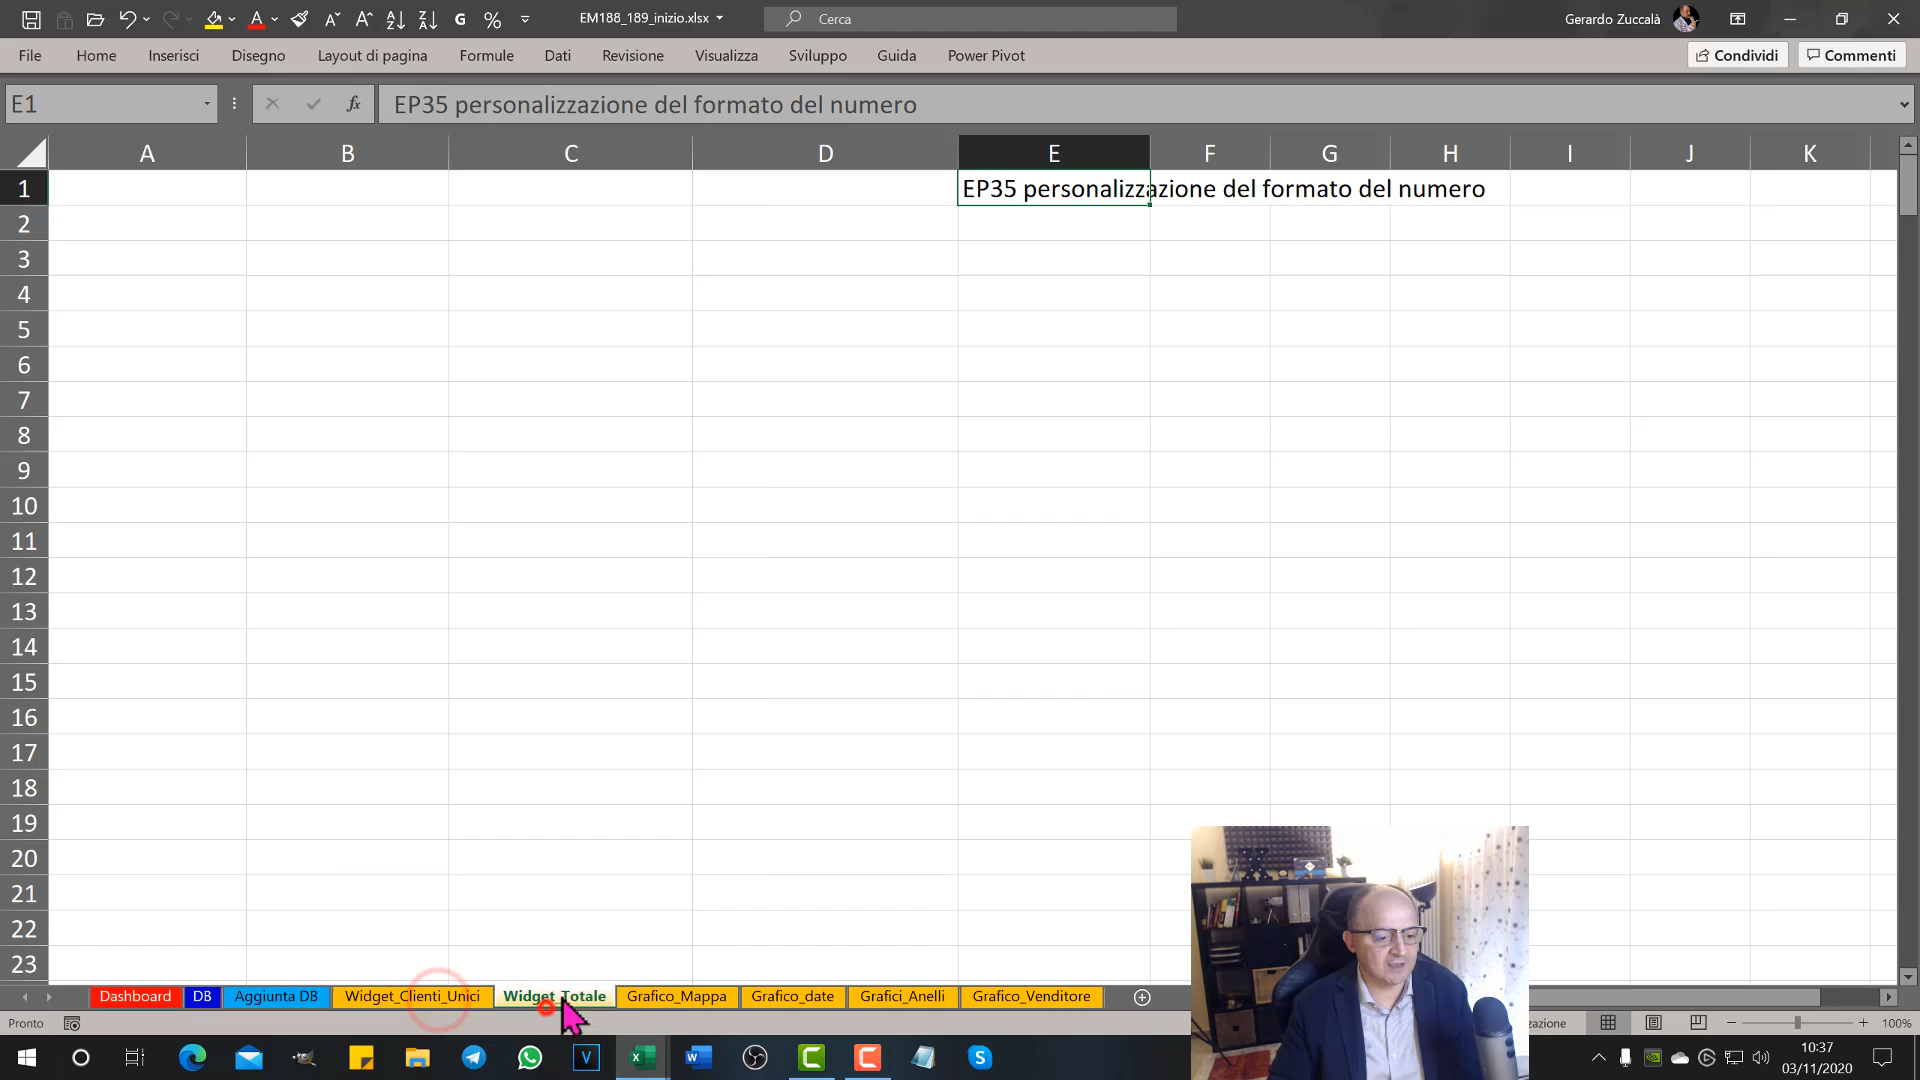 EM188_189_inizio.xlsx
Cerca
Gerardo Zuccalà
File Home Inserisci Disegno Layout di pagina Formule Dati Revisione Visualizza Sviluppo Guida Power Pivot
Condividi Commenti
E1 fx EP35 personalizzazione del formato del numero
A B C D E F G H I J K
1 EP35 personalizzazione del formato del numero
2
3
4
5
6
7
8
9
10
11
12
13
14
15
16
17
18
19
20
21
22
23
Dashboard DB Aggiunta DB Widget_Clienti_Unici Widget_Totale Grafico_Mappa Grafico_date Grafici_Anelli Grafico_Venditore
Pronto zazione 100%
10:37
03/11/2020